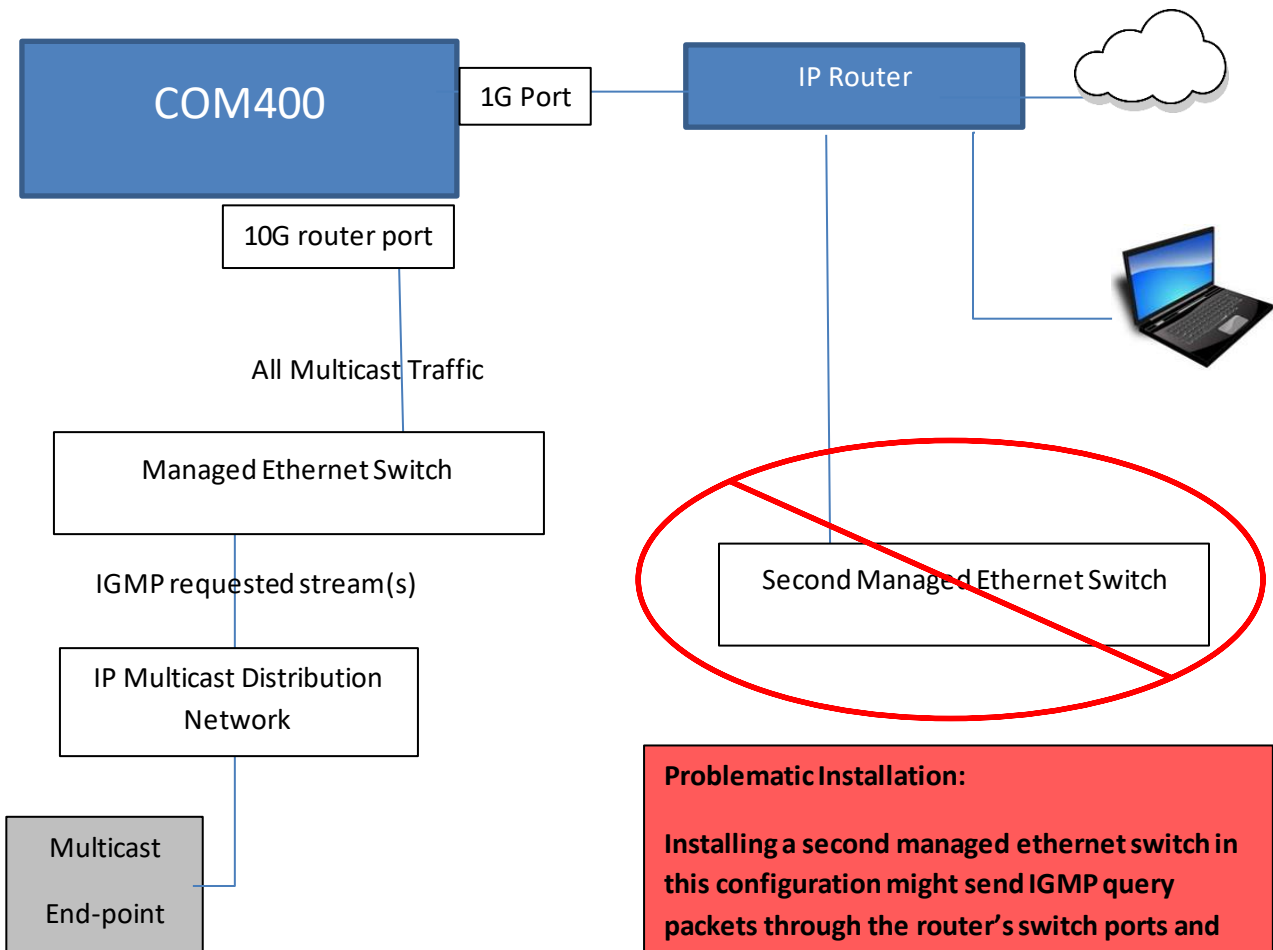 COM400
1G Port
IP Router
10G router port
All Multicast Traffic
Managed Ethernet Switch
IGMP requested stream(s)
IP Multicast Distribution
Network
Multicast
End-point
Second Managed Ethernet Switch
Problematic Installation:
Installing a second managed ethernet switch in
this configuration might send IGMP query
packets through the router’s switch ports and